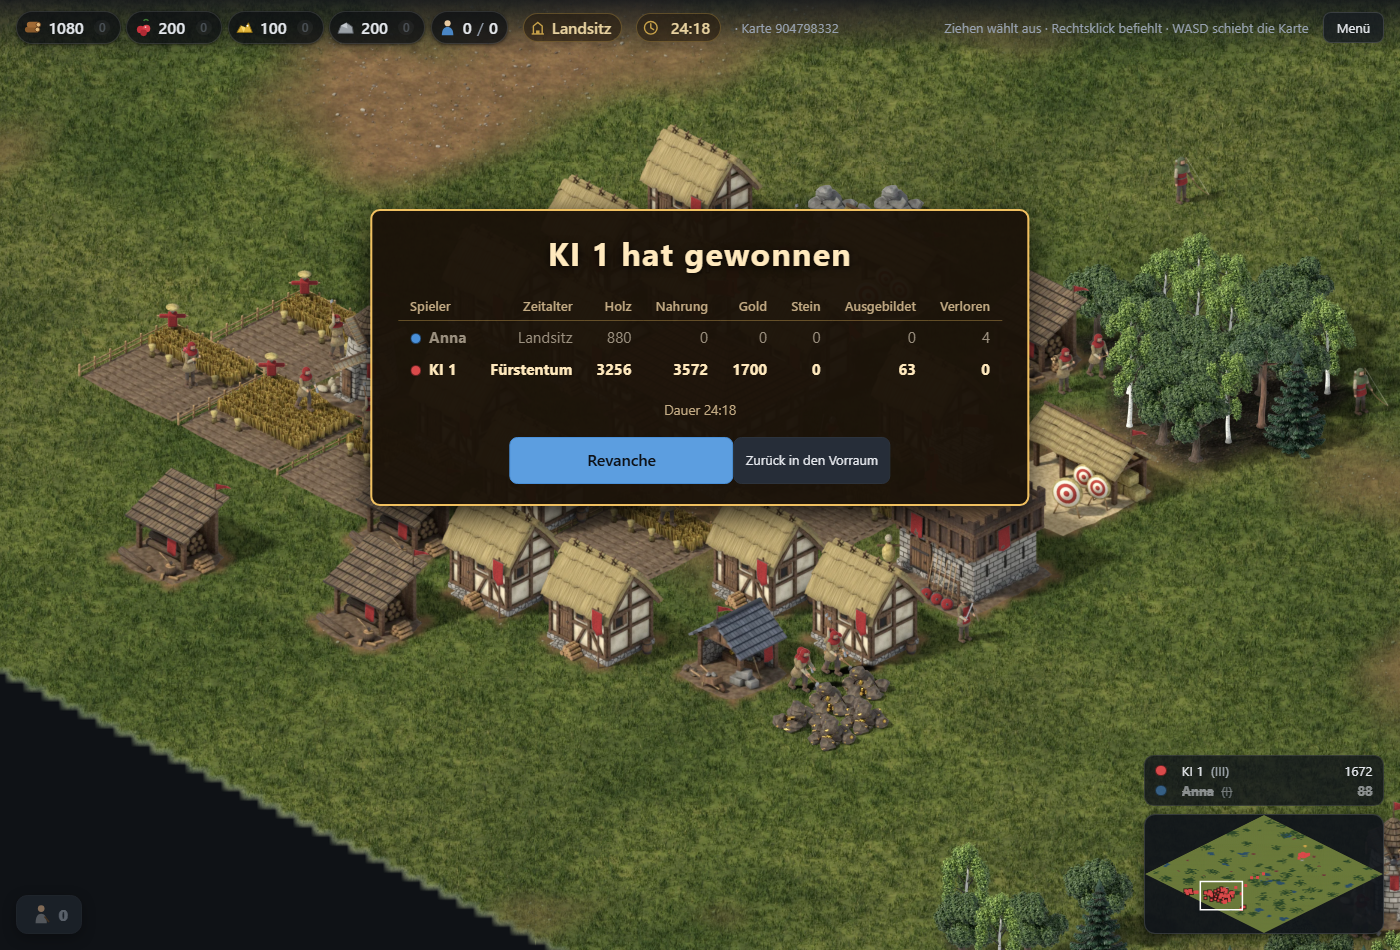 1080 0 200 0 100 0 200 0 0 / 0 Landsitz 24:18 · Karte 904798332 Ziehen wählt aus · Rechtsklick befiehlt · WASD schiebt die Karte Menü
KI 1 hat gewonnen
Spieler Zeitalter Holz Nahrung Gold Stein Ausgebildet Verloren
Anna Landsitz 880 0 0 0 0 4
KI 1 Fürstentum 3256 3572 1700 0 63 0
Dauer 24:18
Revanche Zurück in den Vorraum
KI 1 (III) 1672
Anna (I) 88
0